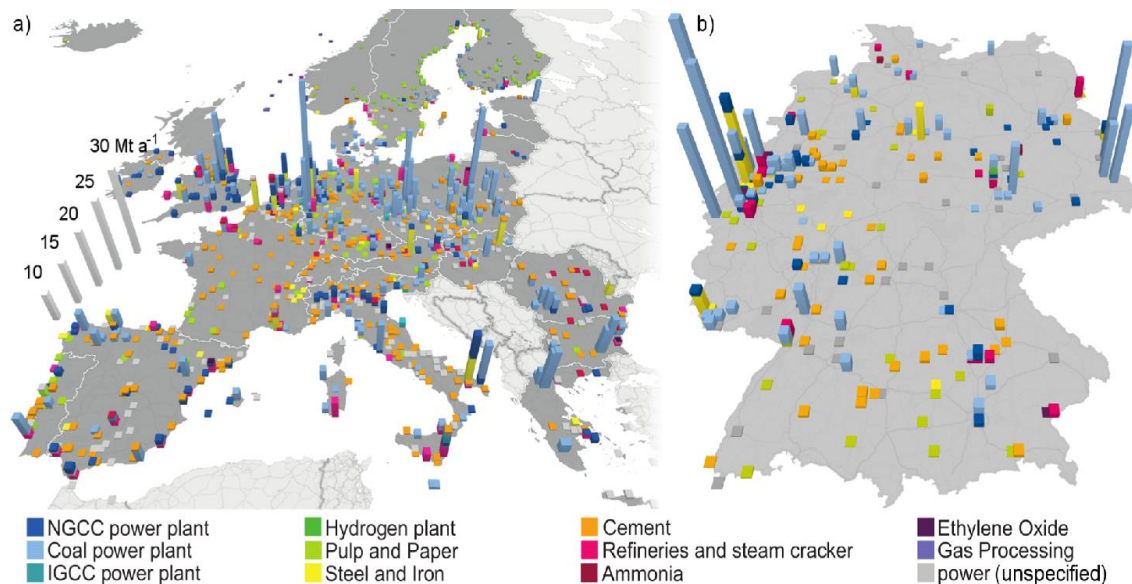 a)
b)
30 Mt a-1
25
20
15
10
NGCC power plant
Coal power plant
IGCC power plant
Hydrogen plant
Pulp and Paper
Steel and Iron
Cement
Refineries and steam cracker
Ammonia
Ethylene Oxide
Gas Processing
power (unspecified)